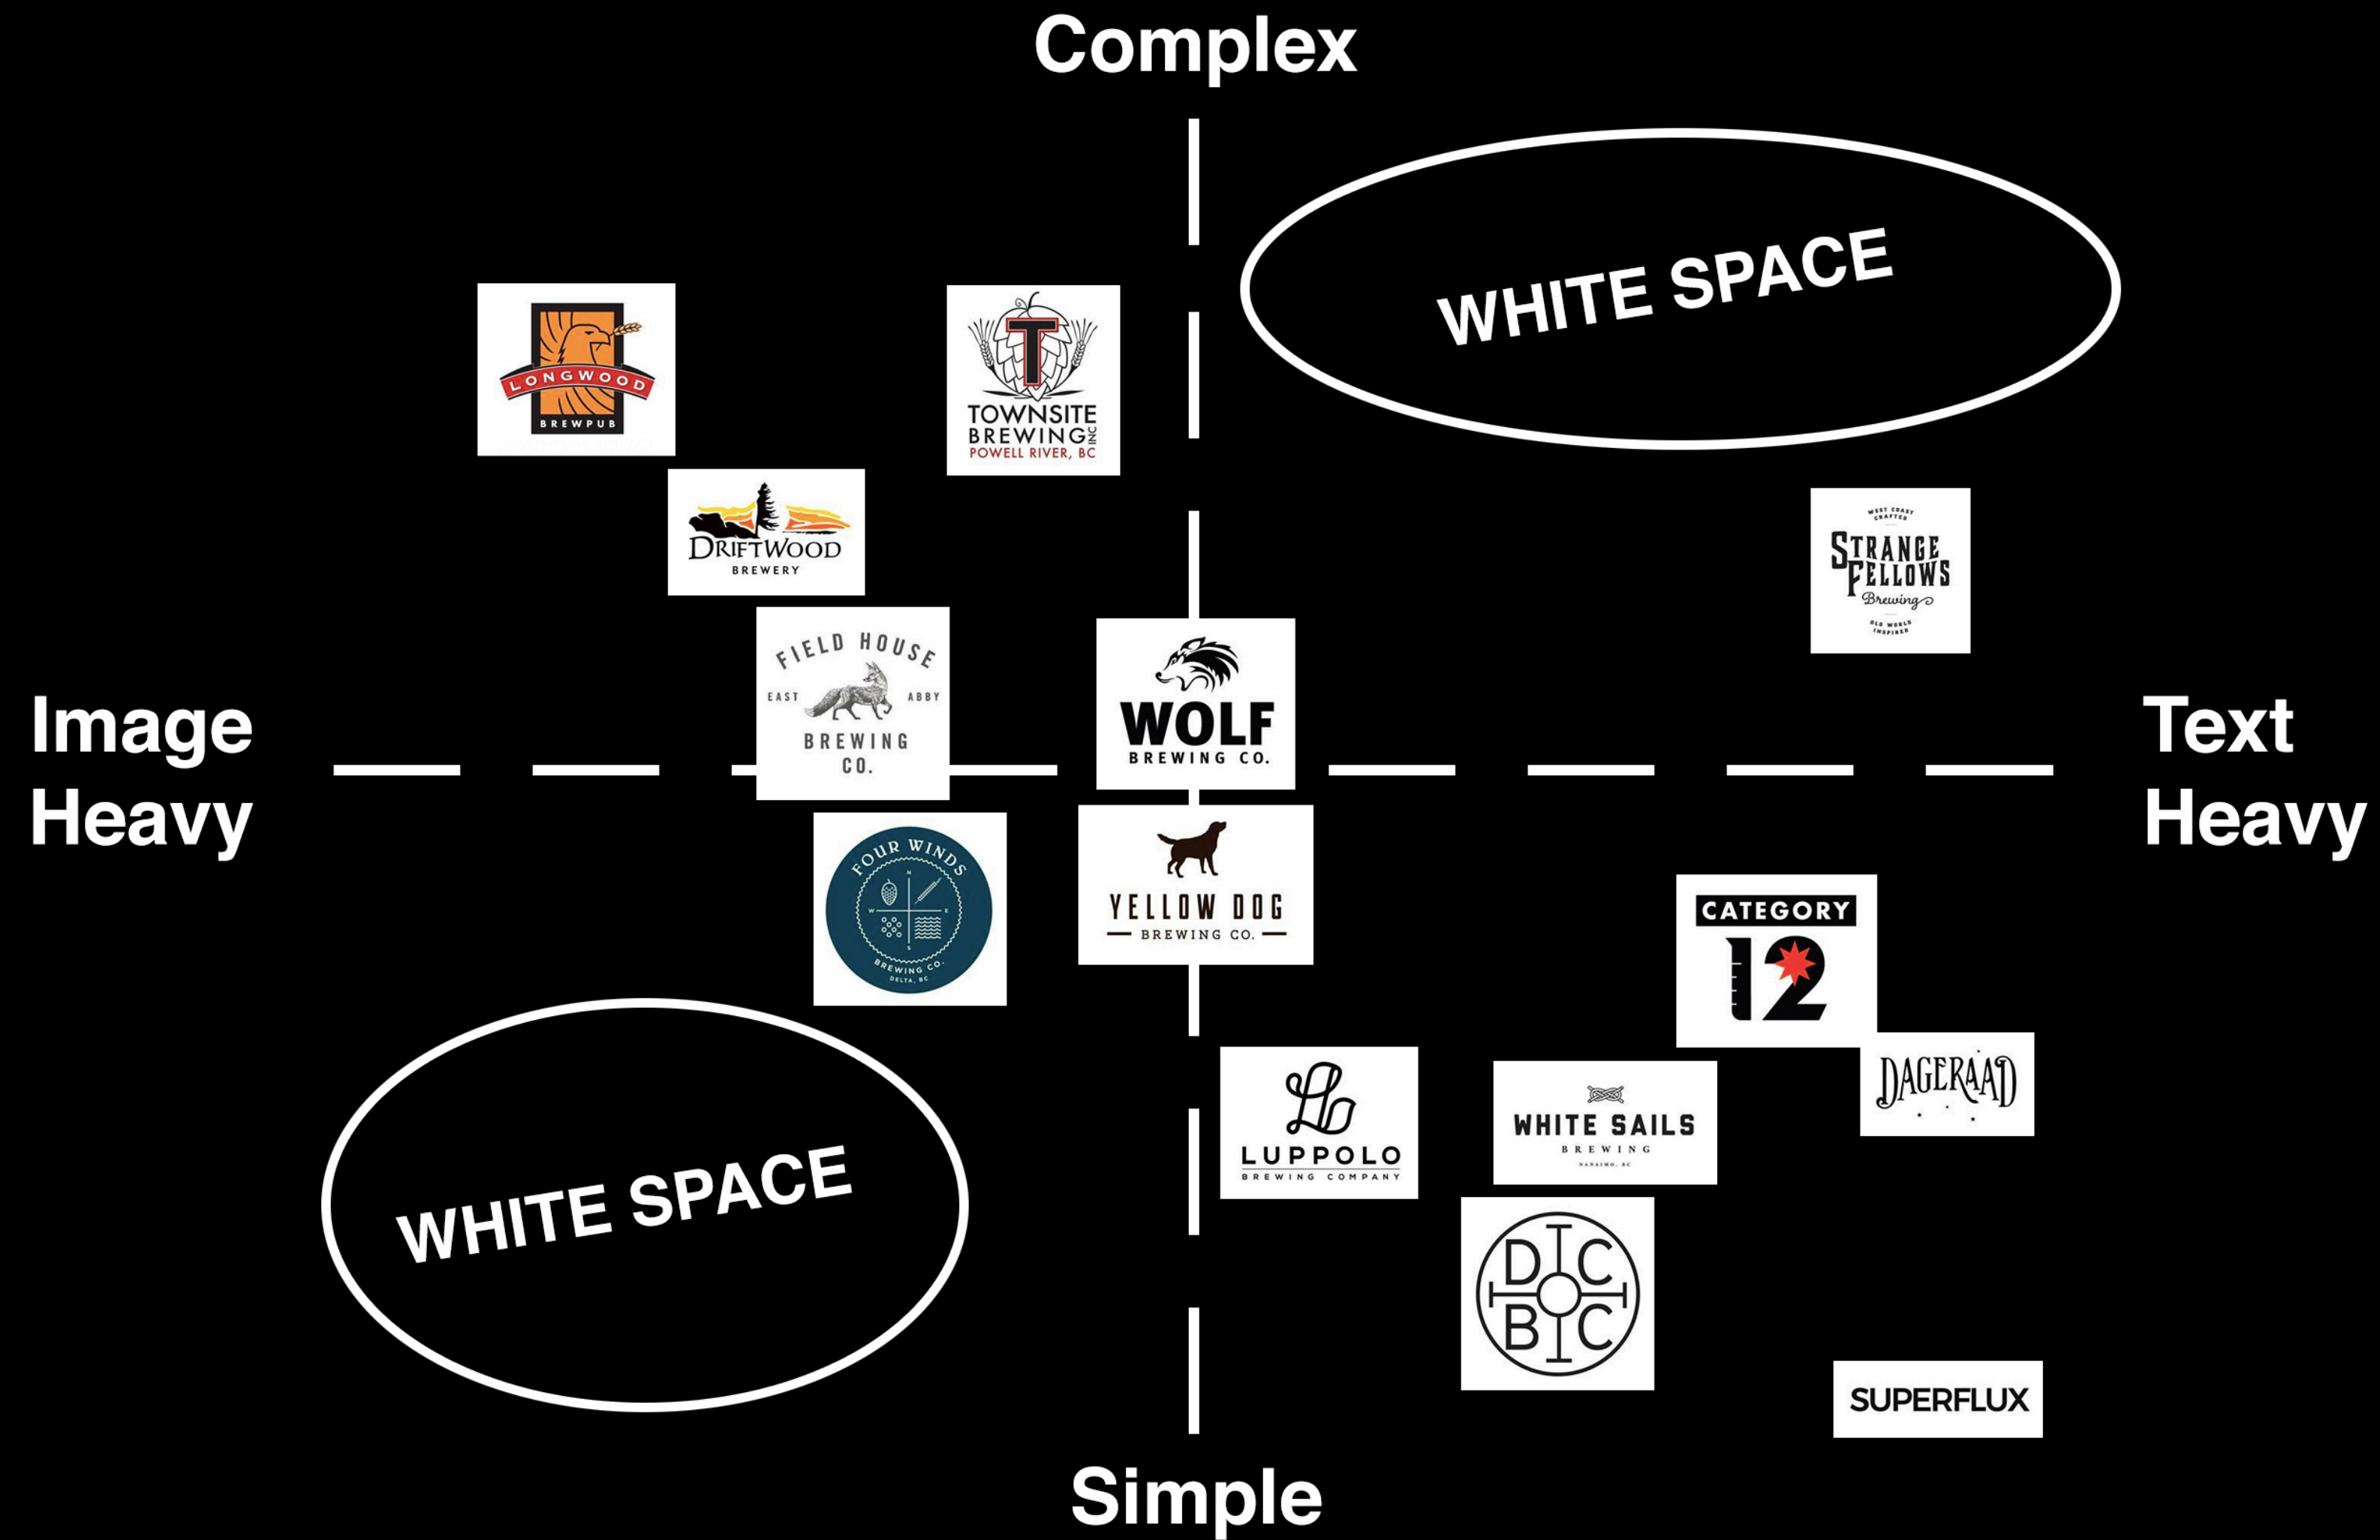 Complex
WHITE SPACE
LONGWOOD
BREWPUB
T
TOWNSITE
BREWING INC
POWELL RIVER, BC
DRIFTWOOD
BREWERY
WEST COAST
CRAFTED
STRANGE
FELLOWS
Brewing
OLD WORLD
INSPIRED
FIELD HOUSE
EAST ABBY
BREWING
CO.
WOLF
BREWING CO.
Image
Heavy
Text
Heavy
FOUR WINDS
N
W E
S
BREWING CO.
DELTA, BC
YELLOW DOG
BREWING CO.
CATEGORY
12
DAGERAAD
WHITE SPACE
Lb
LUPPOLO
BREWING COMPANY
WHITE SAILS
BREWING
NANAIMO, BC
D C
B C
SUPERFLUX
Simple